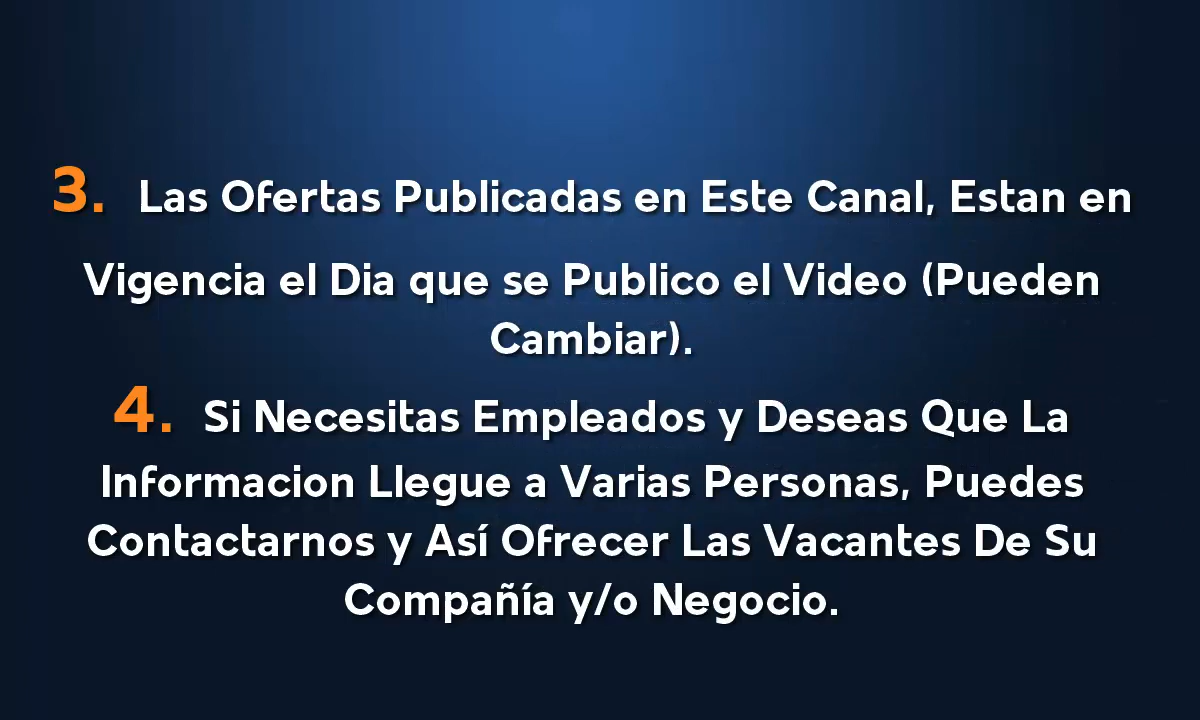 3. Las Ofertas Publicadas en Este Canal, Estan en
Vigencia el Dia que se Publico el Video (Pueden
Cambiar).
4. Si Necesitas Empleados y Deseas Que La
Informacion Llegue a Varias Personas, Puedes
Contactarnos y Así Ofrecer Las Vacantes De Su
Compañía y/o Negocio.